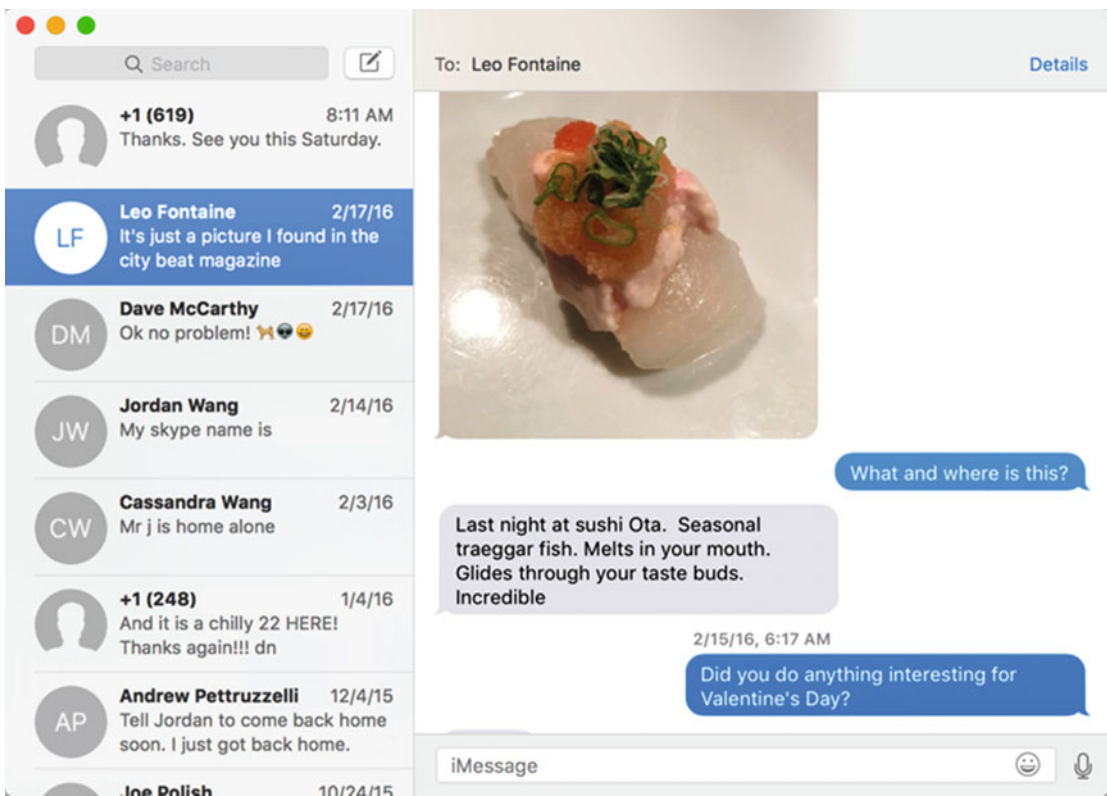 Search
+1 (619) 8:11 AM
Thanks. See you this Saturday.
Leo Fontaine 2/17/16
It's just a picture I found in the
city beat magazine
LF
Dave McCarthy 2/17/16
Ok no problem! 🐕👽😀
DM
Jordan Wang 2/14/16
My skype name is
JW
Cassandra Wang 2/3/16
Mr j is home alone
CW
+1 (248) 1/4/16
And it is a chilly 22 HERE!
Thanks again!!! dn
Andrew Pettruzzelli 12/4/15
Tell Jordan to come back home
soon. I just got back home.
AP
Joe Polish 10/24/15
To: Leo Fontaine
Details
What and where is this?
Last night at sushi Ota. Seasonal
traeggar fish. Melts in your mouth.
Glides through your taste buds.
Incredible
2/15/16, 6:17 AM
Did you do anything interesting for
Valentine's Day?
iMessage